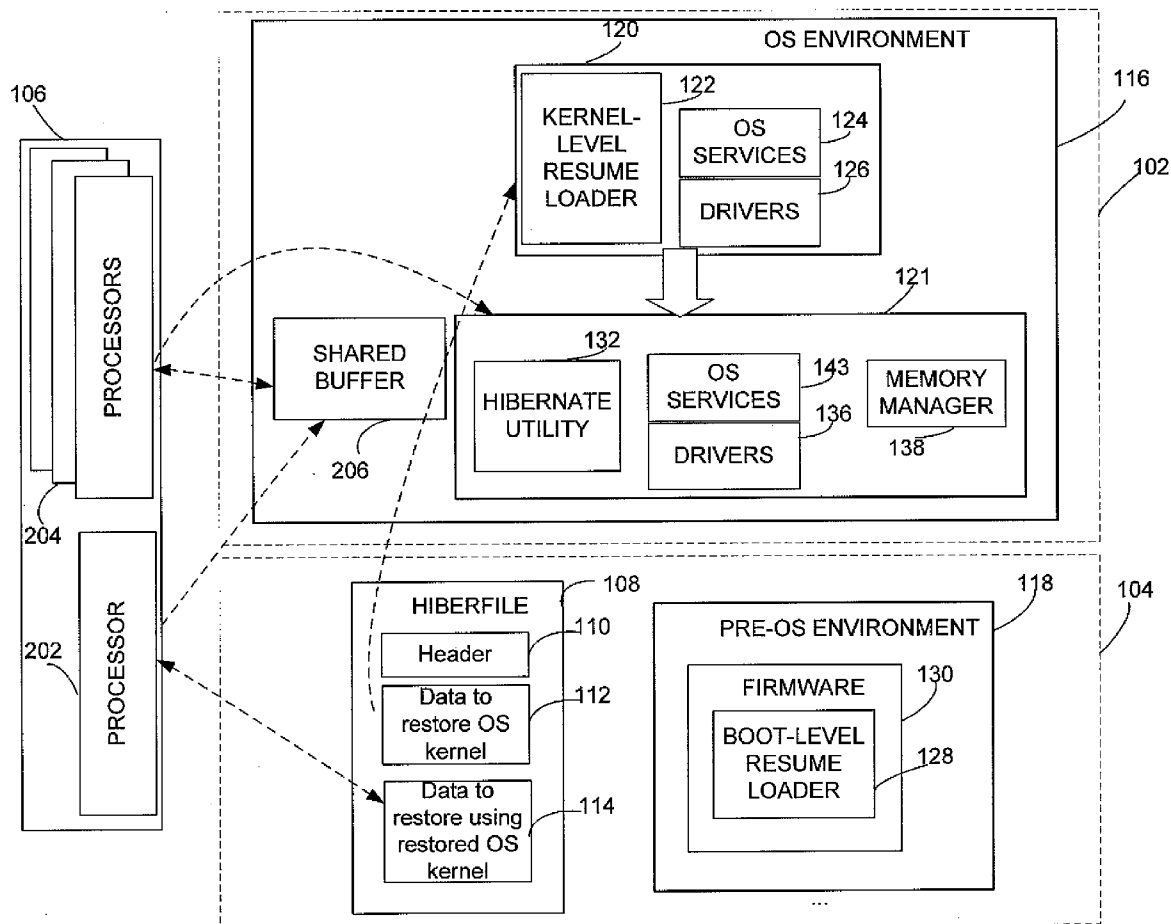 120
OS ENVIRONMENT
106
122
116
KERNEL-
LEVEL
RESUME
LOADER
OS
SERVICES
124
126
102
DRIVERS
PROCESSORS
121
SHARED
BUFFER
132
143
OS
SERVICES
MEMORY
MANAGER
HIBERNATE
UTILITY
136
138
DRIVERS
206
204
108
HIBERFILE
118
104
110
PRE-OS ENVIRONMENT
Header
202
PROCESSOR
112
Data to
restore OS
kernel
FIRMWARE
130
BOOT-LEVEL
RESUME
LOADER
128
Data to
restore using
restored OS
kernel
114
...